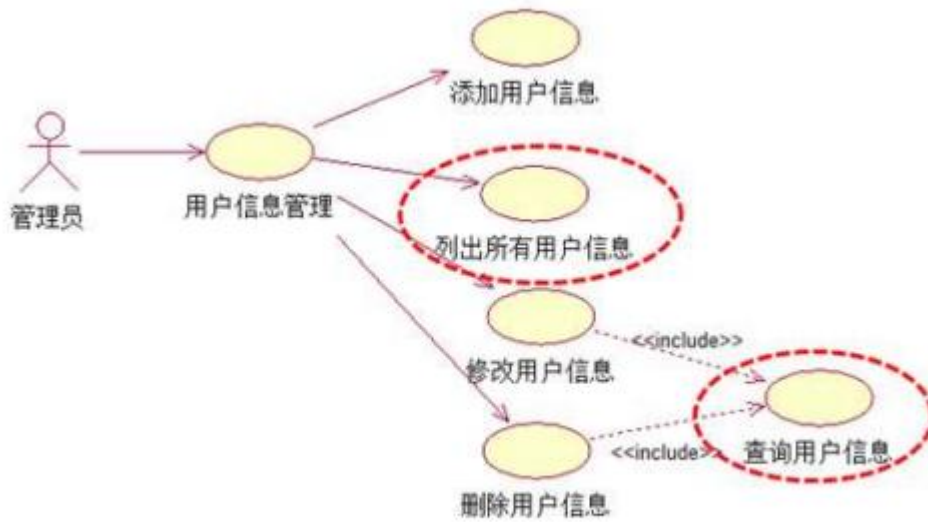 添加用户信息
管理员
用户信息管理
列出所有用户信息
<<include>>
修改用户信息
<<include>>
查询用户信息
删除用户信息